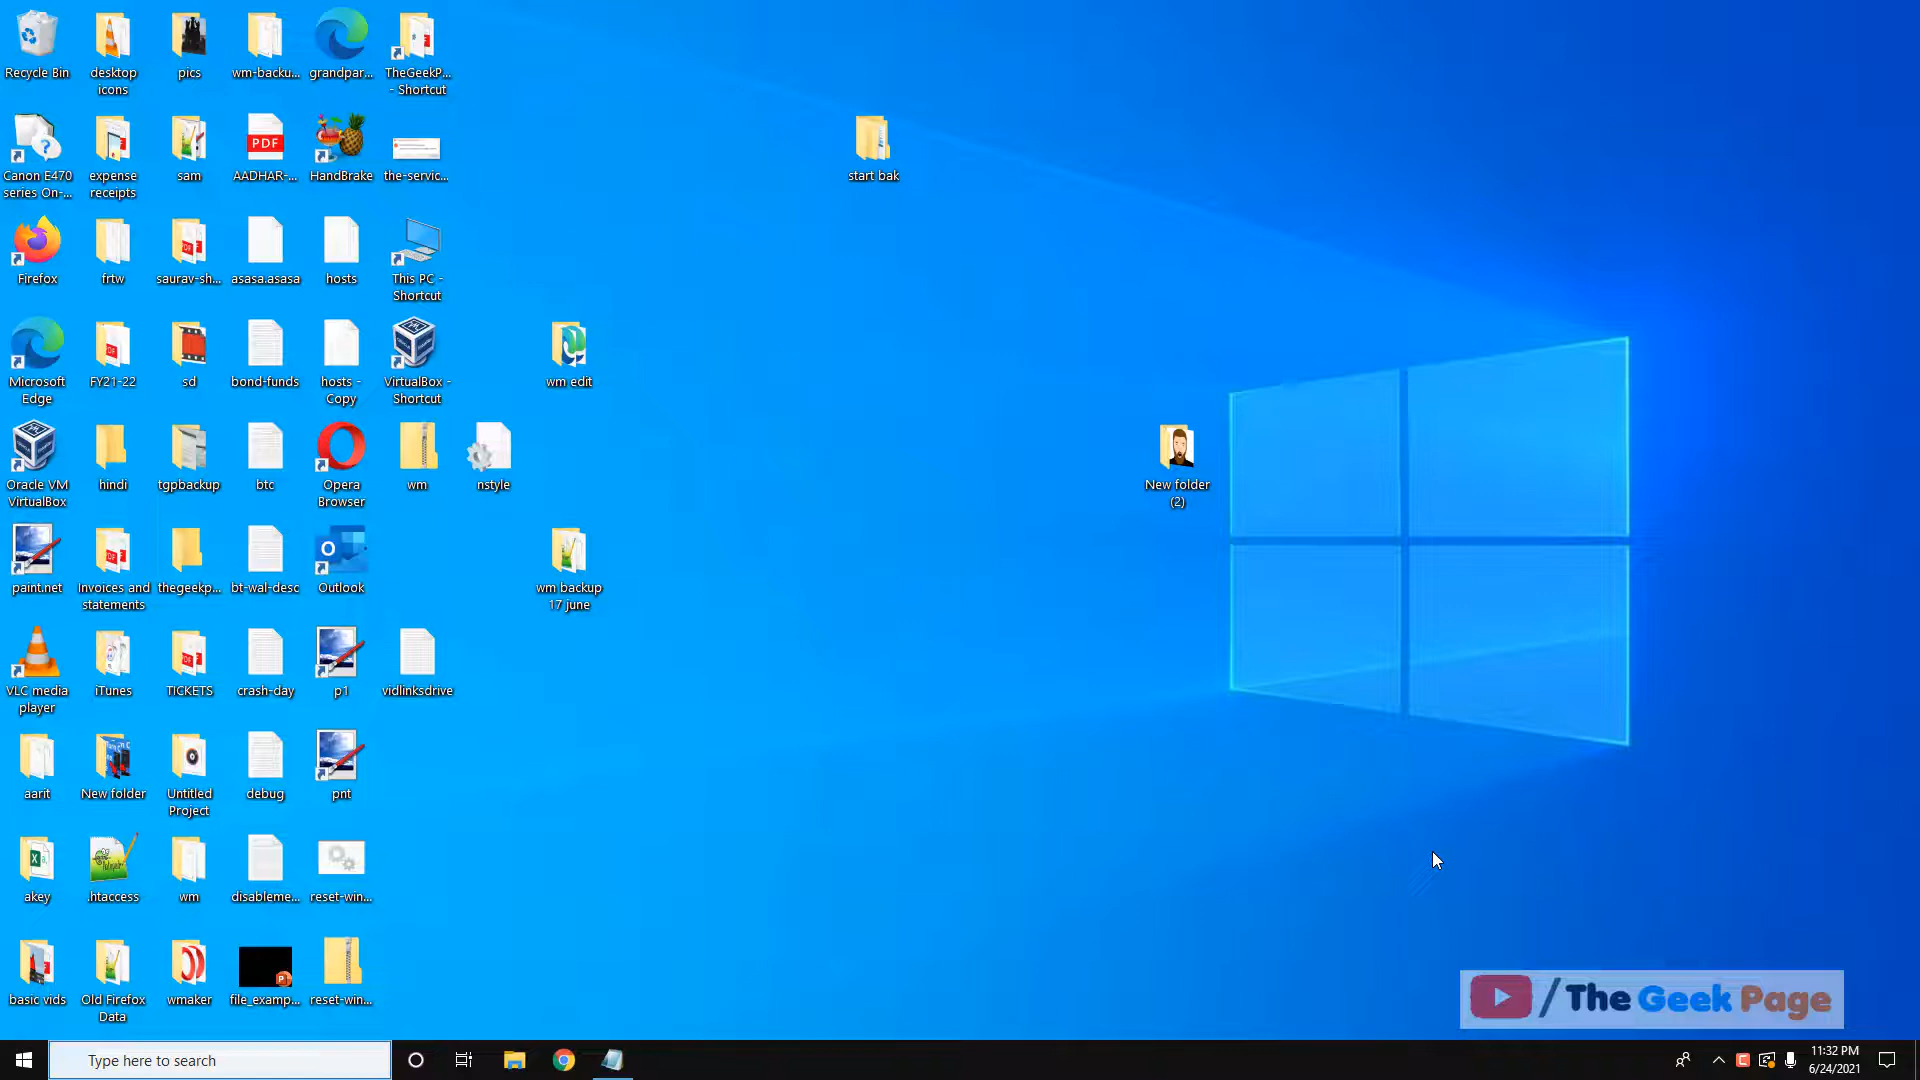 Recycle Bin
desktop
icons
pics
wm-backu...
grandpar...
TheGeekP...
- Shortcut
Canon E470
series On-...
expense
receipts
sam
PDF
AADHAR-...
HandBrake
the-servic...
start bak
Firefox
frtw
saurav-sh...
asasa.asasa
hosts
This PC -
Shortcut
Microsoft
Edge
FY21-22
sd
bond-funds
hosts -
Copy
VirtualBox -
Shortcut
wm edit
Oracle VM
VirtualBox
hindi
tgpbackup
btc
Opera
Browser
wm
nstyle
New folder
(2)
paint.net
Invoices and
statements
thegeekp...
bt-wal-desc
Outlook
wm backup
17 june
VLC media
player
iTunes
TICKETS
crash-day
p1
vidlinksdrive
aarit
New folder
Untitled
Project
debug
pnt
akey
.htaccess
wm
disableme...
reset-win...
basic vids
Old Firefox
Data
wmaker
file_examp...
reset-win...
/ The Geek Page
Type here to search
11:32 PM
6/24/2021